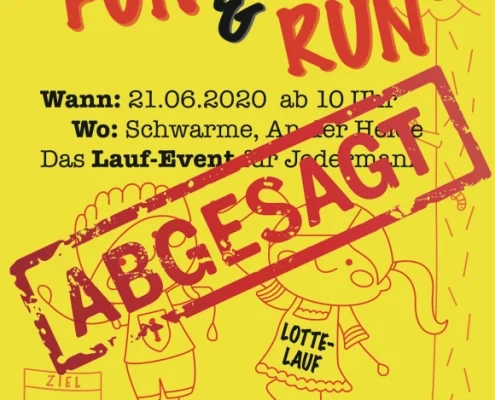 FUN
&
RUN
Wann: 21.06.2020 ab 10 Uhr
Wo: Schwarme, An der Heide
Das Lauf-Event für Jedermann
ABGESAGT
LOTTE-
LAUF
ZIEL